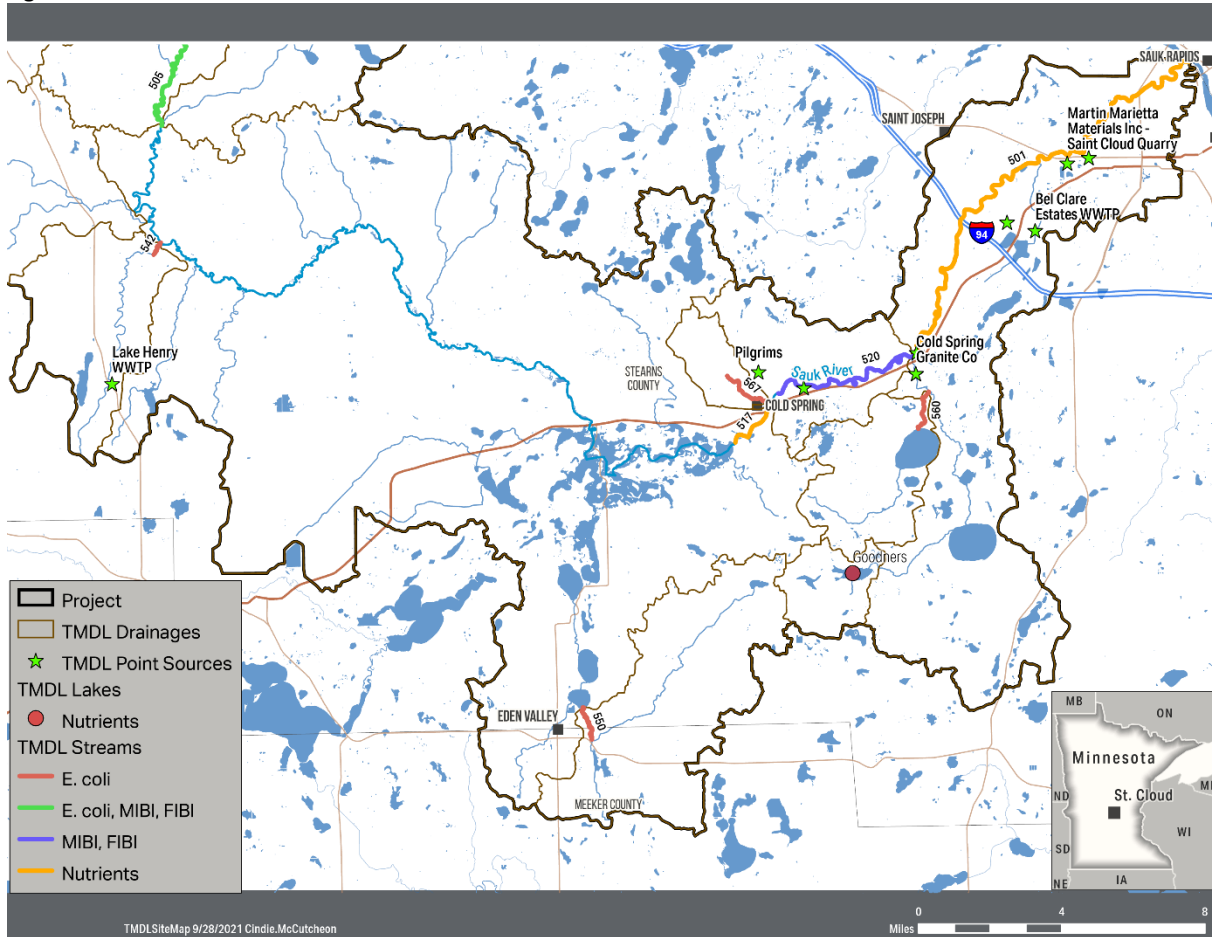 505
SAUK RAPIDS
SAINT JOSEPH
Martin Marietta
Materials Inc -
Saint Cloud Quarry
501
Bel Clare
Estates WWTP
94
542
Lake Henry
WWTP
STEARNS
COUNTY
Pilgrims
Sauk River
520
Cold Spring
Granite Co
567
COLD SPRING
517
560
Goodners
EDEN VALLEY
550
MEEKER COUNTY
Project
TMDL Drainages
TMDL Point Sources
TMDL Lakes
Nutrients
TMDL Streams
E. coli
E. coli, MIBI, FIBI
MIBI, FIBI
Nutrients
MB
ON
Minnesota
ND
St. Cloud
MI
WI
SD
NE
IA
TMDLSiteMap 9/28/2021 Cindie.McCutcheon
0 4 8
Miles